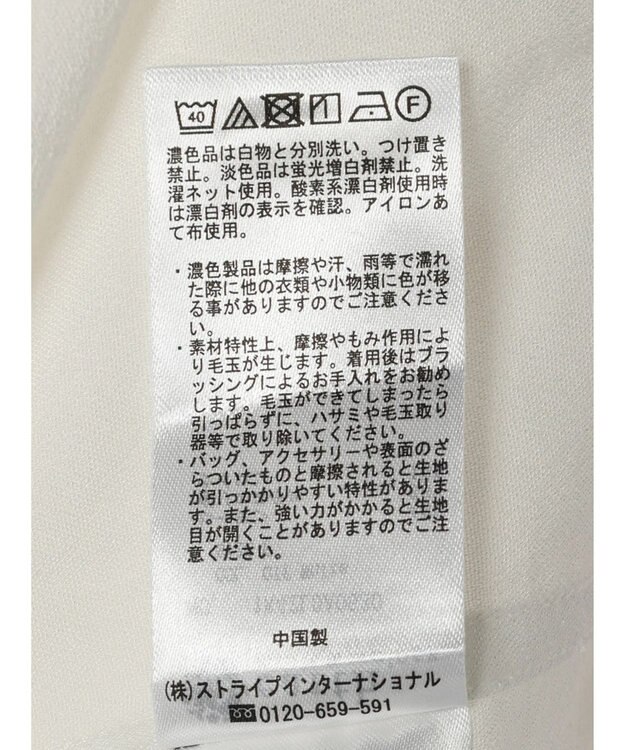 40 F
濃色品は白物と分別洗い。つけ置き
禁止。淡色品は蛍光増白剤禁止。洗
濯ネット使用。酸素系漂白剤使用時
は漂白剤の表示を確認。アイロンあ
て布使用。
・濃色製品は摩擦や汗、雨等で濡れ
た際に他の衣類や小物類に色が移
る事がありますのでご注意くださ
い。
・素材特性上、摩擦やもみ作用によ
り毛玉が生じます。着用後はブラ
ッシングによるお手入れをお勧め
します。毛玉ができてしまったら
引っぱらずに、ハサミや毛玉取り
器等で取り除いてください。
・バッグ、アクセサリーや表面のざ
らついたものと摩擦されると生地
が引っかかりやすい特性がありま
す。また、強い力がかかると生地
目が開くことがありますのでご注
意ください。
中国製
(株)ストライプインターナショナル
0120-659-591